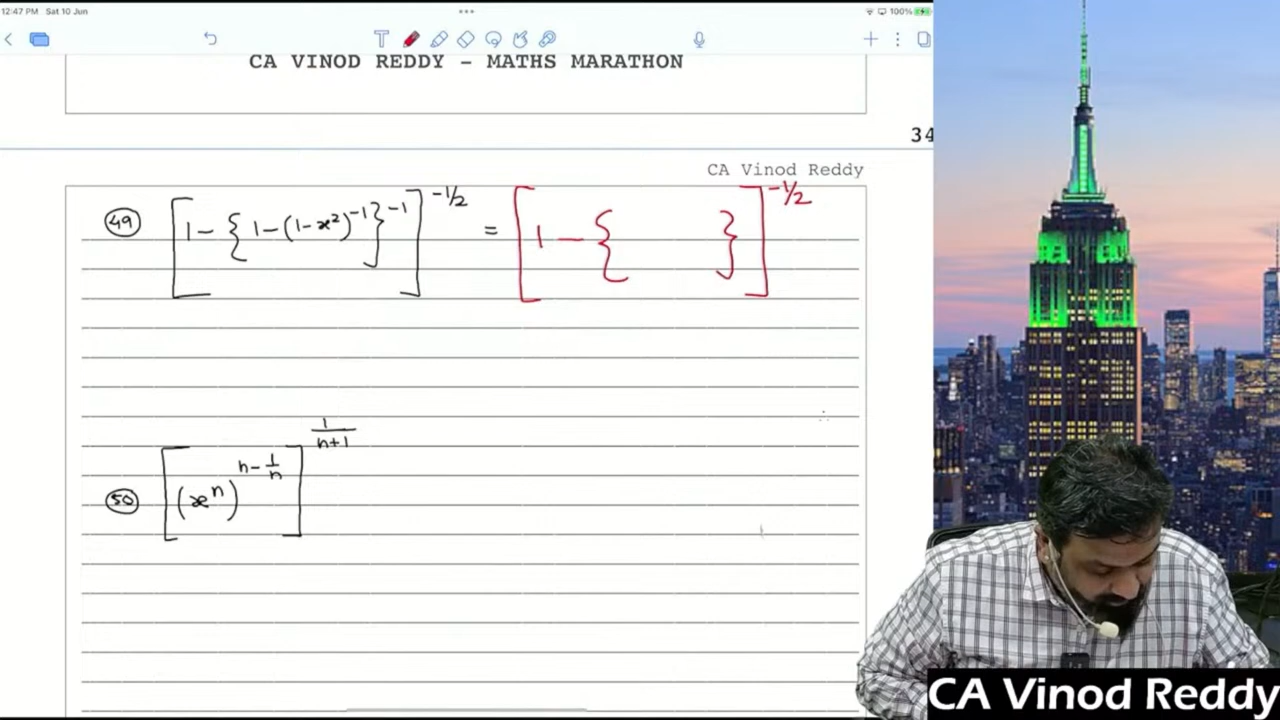 12:47 PM Sat 10 Jun
100%
T
CA VINOD REDDY - MATHS MARATHON
34
CA Vinod Reddy
49 [1-{1-(1-x²)⁻¹}⁻¹]^(-1/2) = [1-{ }]^(-1/2)
50 [(xⁿ)^(n-1/n)]^(1/(n+1))
CA Vinod Reddy